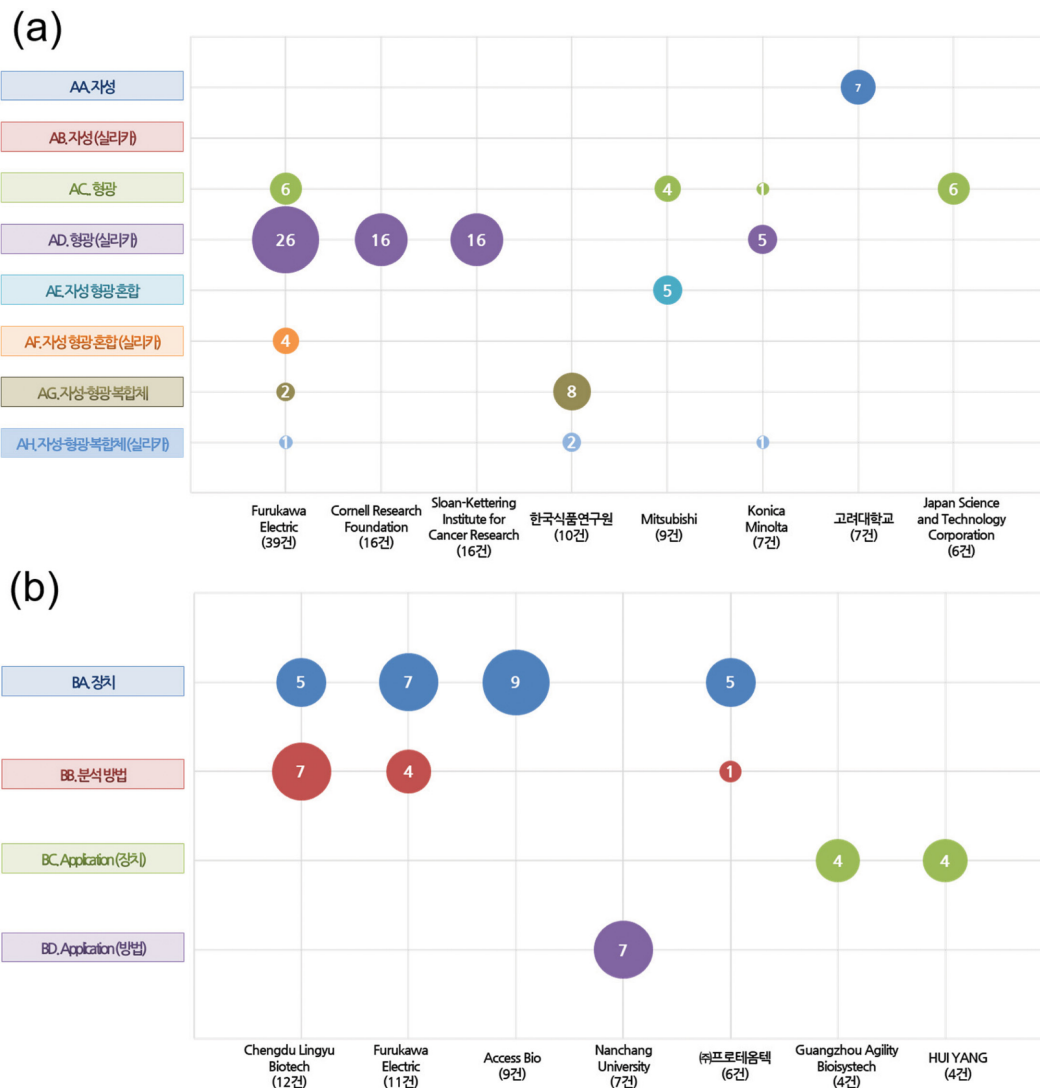 (a)
AA. 자성
7
AB. 자성 (실리카)
AC. 형광
6
4
1
6
AD. 형광 (실리카)
26
16
16
5
AE. 자성 형광 혼합
5
AF. 자성 형광 혼합 (실리카)
4
AG. 자성-형광 복합체
2
8
AH. 자성-형광 복합체 (실리카)
1
2
1
Furukawa
Electric
(39건)
Cornell Research
Foundation
(16건)
Sloan-Kettering
Institute for
Cancer Research
(16건)
한국식품연구원
(10건)
Mitsubishi
(9건)
Konica
Minolta
(7건)
고려대학교
(7건)
Japan Science
and Technology
Corporation
(6건)
(b)
BA. 장치
5
7
9
5
BB. 분석 방법
7
4
1
BC. Application (장치)
4
4
BD. Application (방법)
7
Chengdu Lingyu
Biotech
(12건)
Furukawa
Electric
(11건)
Access Bio
(9건)
Nanchang
University
(7건)
㈜프로테옴텍
(6건)
Guangzhou Agility
Bioisystech
(4건)
HUI YANG
(4건)